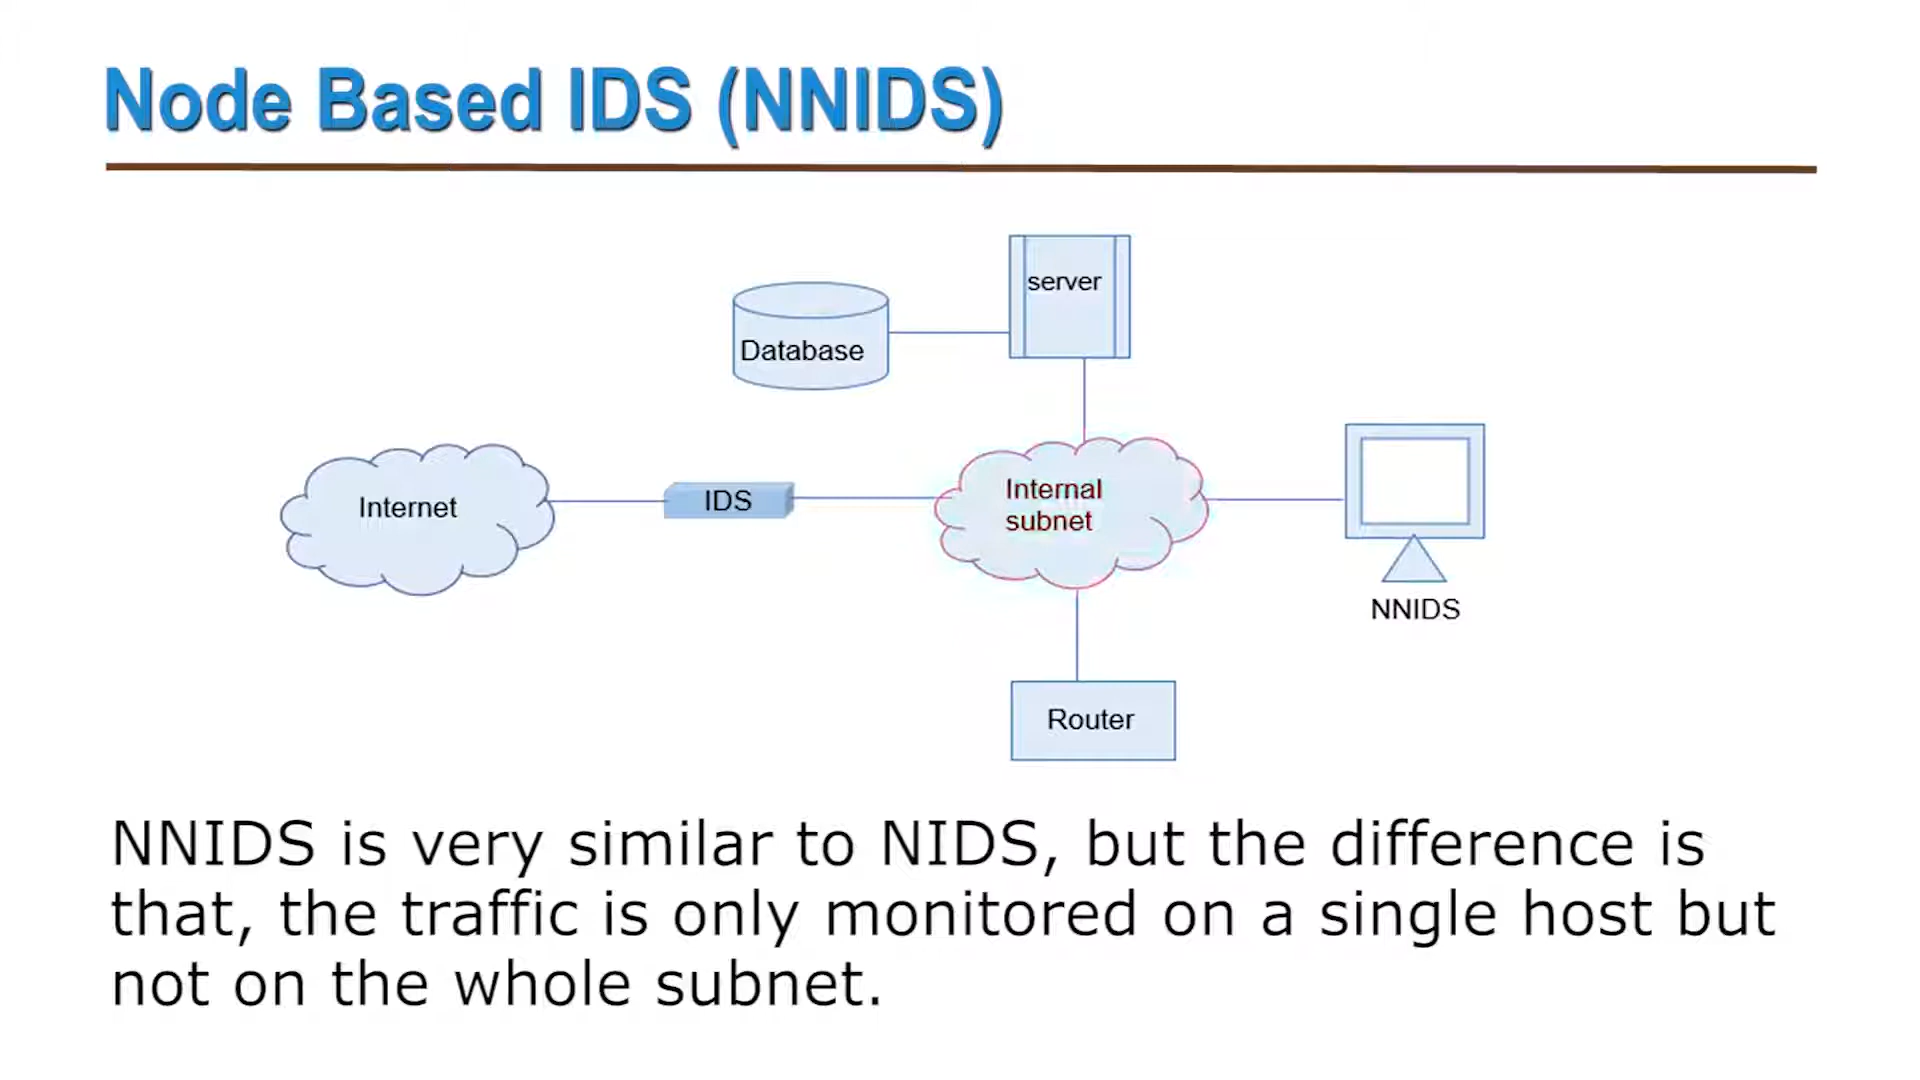 Node Based IDS (NNIDS)
server
Database
Internet
IDS
Internal
subnet
NNIDS
Router
NNIDS is very similar to NIDS, but the difference is
that, the traffic is only monitored on a single host but
not on the whole subnet.